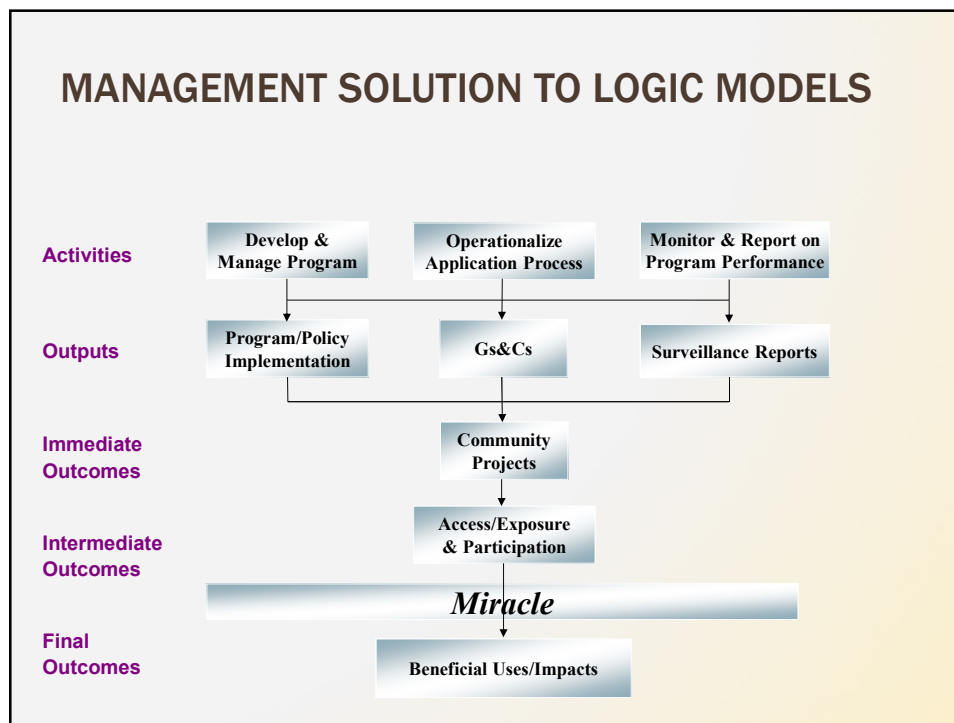 MANAGEMENT SOLUTION TO LOGIC MODELS
Activities
Develop &
Manage Program
Operationalize
Application Process
Monitor & Report on
Program Performance
Outputs
Program/Policy
Implementation
Gs&Cs
Surveillance Reports
Immediate
Outcomes
Community
Projects
Intermediate
Outcomes
Access/Exposure
& Participation
Miracle
Final
Outcomes
Beneficial Uses/Impacts